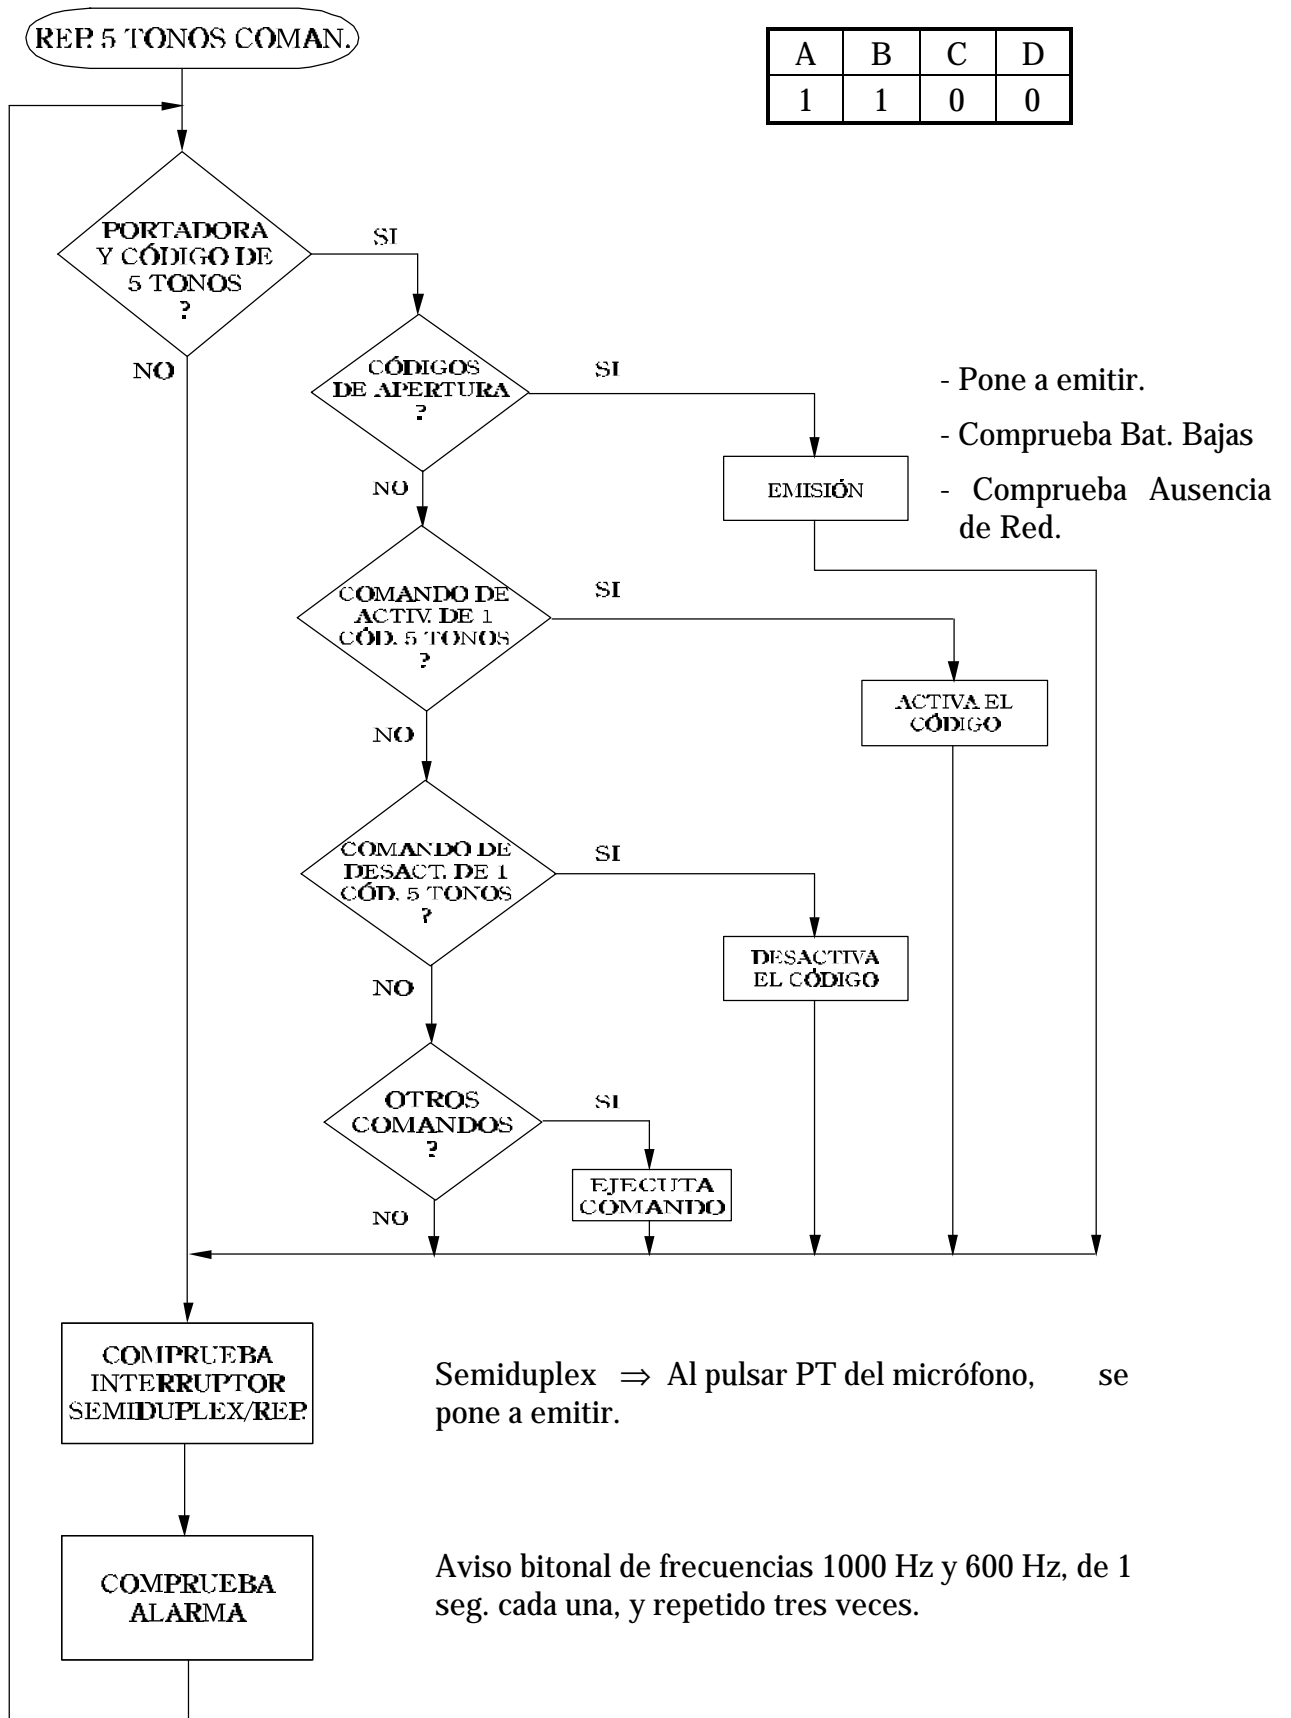 REP. 5 TONOS COMAN.
A B C D
1 1 0 0
PORTADORA
Y CÓDIGO DE
5 TONOS
?
SI
NO
CÓDIGOS
DE APERTURA
?
SI
NO
EMISIÓN
- Pone a emitir.
- Comprueba Bat. Bajas
- Comprueba Ausencia
de Red.
COMANDO DE
ACTIV. DE 1
CÓD. 5 TONOS
?
SI
NO
ACTIVA EL
CÓDIGO
COMANDO DE
DESACT. DE 1
CÓD. 5 TONOS
?
SI
NO
DESACTIVA
EL CÓDIGO
OTROS
COMANDOS
?
SI
NO
EJECUTA
COMANDO
COMPRUEBA
INTERRUPTOR
SEMIDUPLEX/REP.
Semiduplex ⇒ Al pulsar PT del micrófono, se
pone a emitir.
COMPRUEBA
ALARMA
Aviso bitonal de frecuencias 1000 Hz y 600 Hz, de 1
seg. cada una, y repetido tres veces.